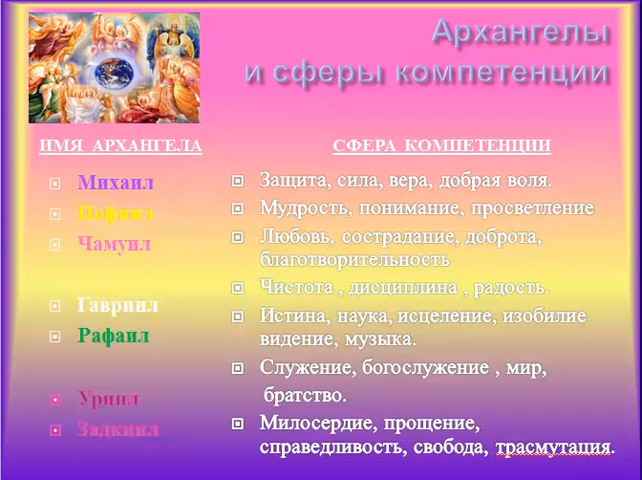 Архангелы
и сферы компетенции
ИМЯ АРХАНГЕЛА
Михаил
Иофиил
Чамуил
Гавриил
Рафаил
Уриил
Задкиил
СФЕРА КОМПЕТЕНЦИИ
Защита, сила, вера, добрая воля.
Мудрость, понимание, просветление
Любовь, сострадание, доброта,
благотворительность
Чистота , дисциплина , радость.
Истина, наука, исцеление, изобилие
видение, музыка.
Служение, богослужение , мир,
братство.
Милосердие, прощение,
справедливость, свобода, трасмутация.